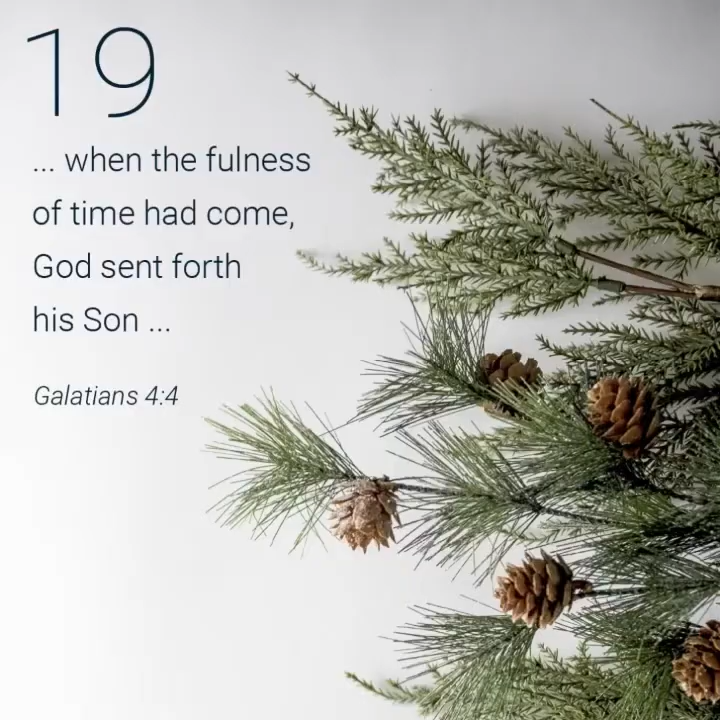 19
... when the fulness
of time had come,
God sent forth
his Son ...
Galatians 4:4